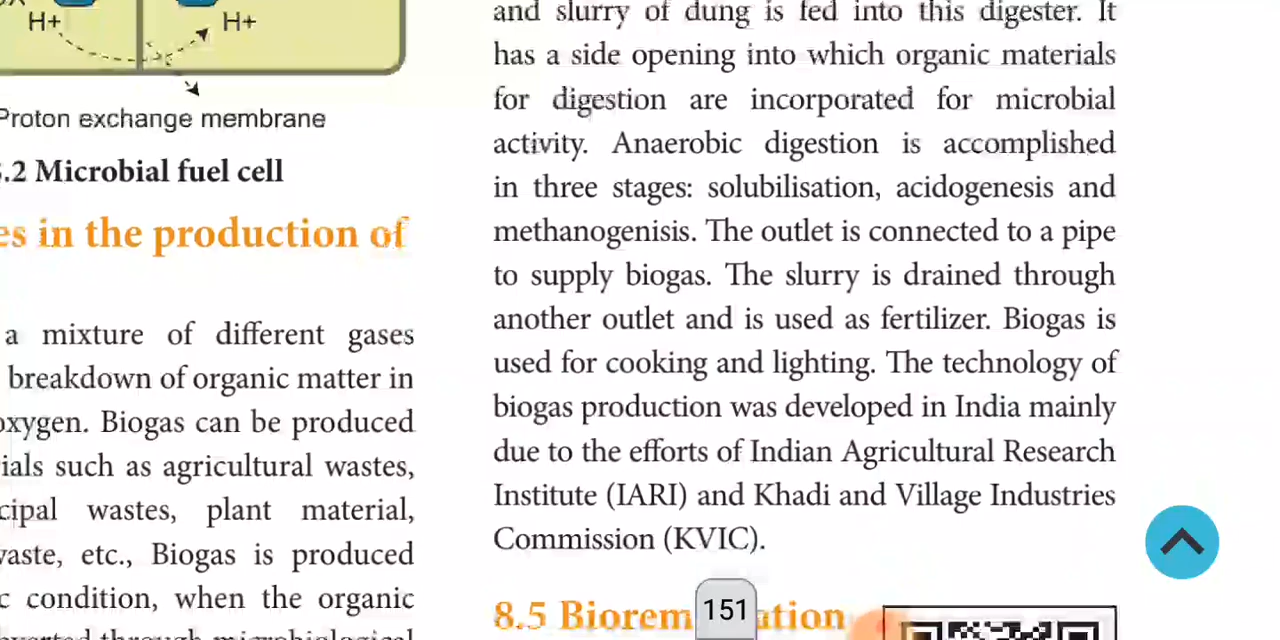 H+
H+
Proton exchange membrane
.2 Microbial fuel cell
es in the production of
a mixture of different gases
breakdown of organic matter in
oxygen. Biogas can be produced
ials such as agricultural wastes,
cipal wastes, plant material,
waste, etc., Biogas is produced
c condition, when the organic
and slurry of dung is fed into this digester. It
has a side opening into which organic materials
for digestion are incorporated for microbial
activity. Anaerobic digestion is accomplished
in three stages: solubilisation, acidogenesis and
methanogenisis. The outlet is connected to a pipe
to supply biogas. The slurry is drained through
another outlet and is used as fertilizer. Biogas is
used for cooking and lighting. The technology of
biogas production was developed in India mainly
due to the efforts of Indian Agricultural Research
Institute (IARI) and Khadi and Village Industries
Commission (KVIC).
8.5 Biorem ation
151